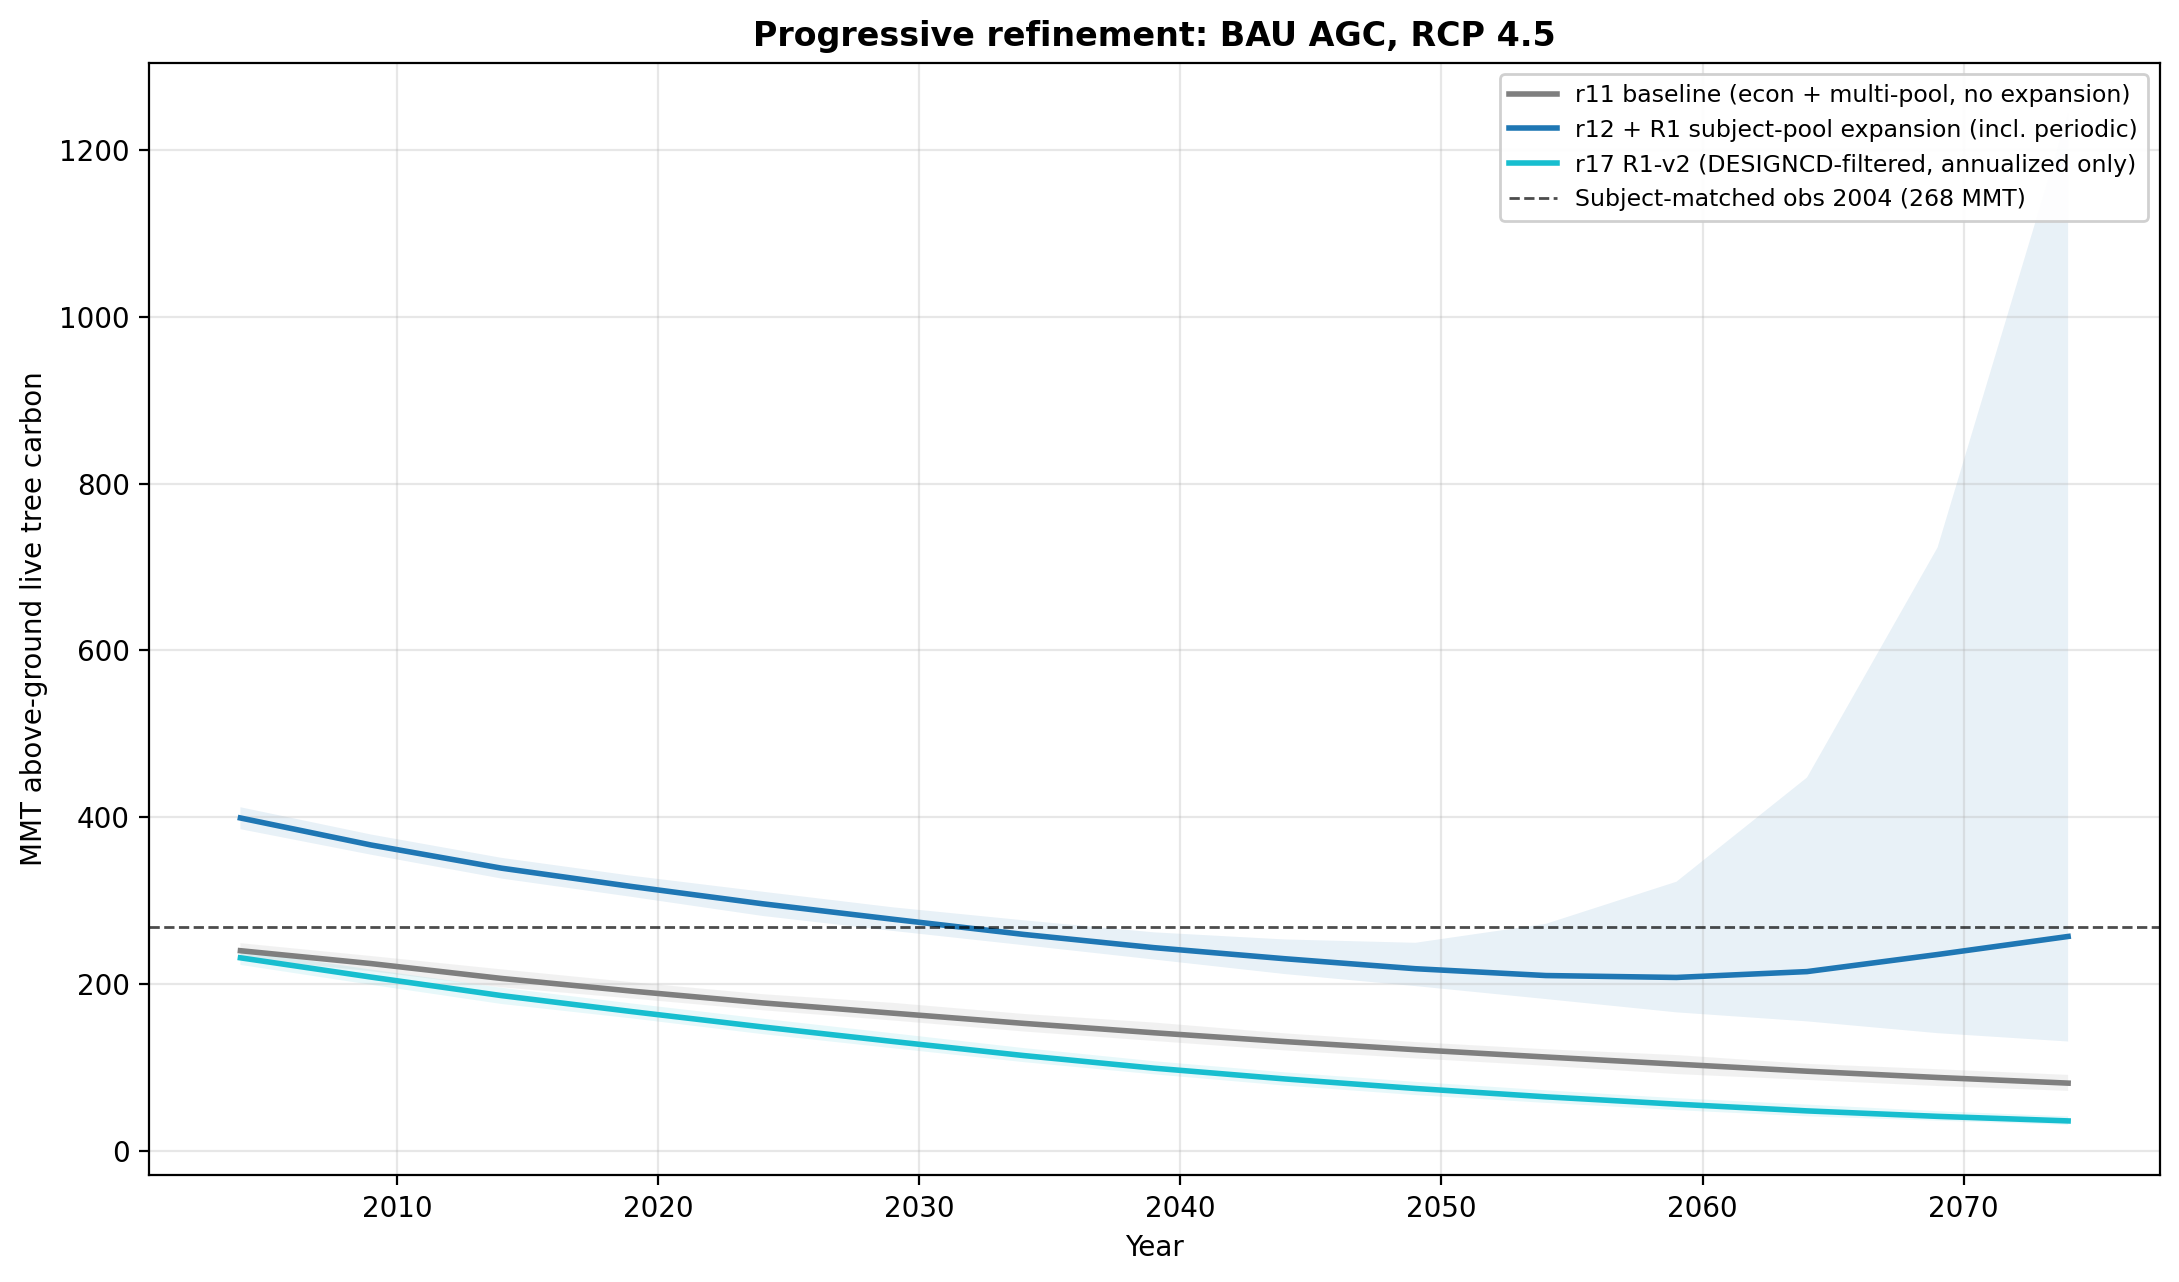 Progressive refinement: BAU AGC, RCP 4.5
r11 baseline (econ + multi-pool, no expansion)
r12 + R1 subject-pool expansion (incl. periodic)
r17 R1-v2 (DESIGNCD-filtered, annualized only)
Subject-matched obs 2004 (268 MMT)
MMT above-ground live tree carbon
1200
1000
800
600
400
200
0
2010 2020 2030 2040 2050 2060 2070
Year